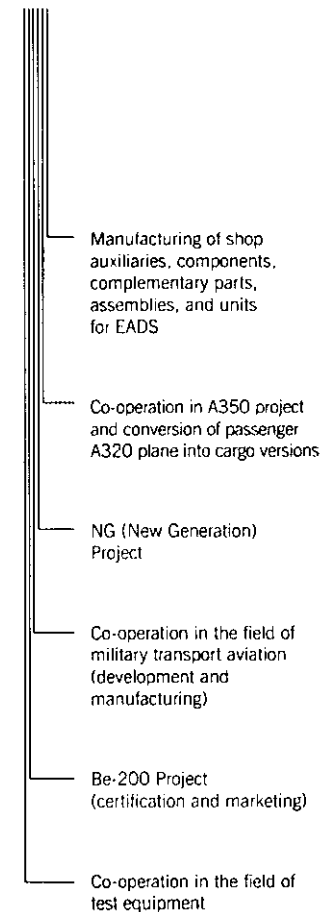 Manufacturing of shop
auxiliaries, components,
complementary parts,
assemblies, and units
for EADS
Co-operation in A350 project
and conversion of passenger
A320 plane into cargo versions
NG (New Generation)
Project
Co-operation in the field of
military transport aviation
(development and
manufacturing)
Be-200 Project
(certification and marketing)
Co-operation in the field of
test equipment